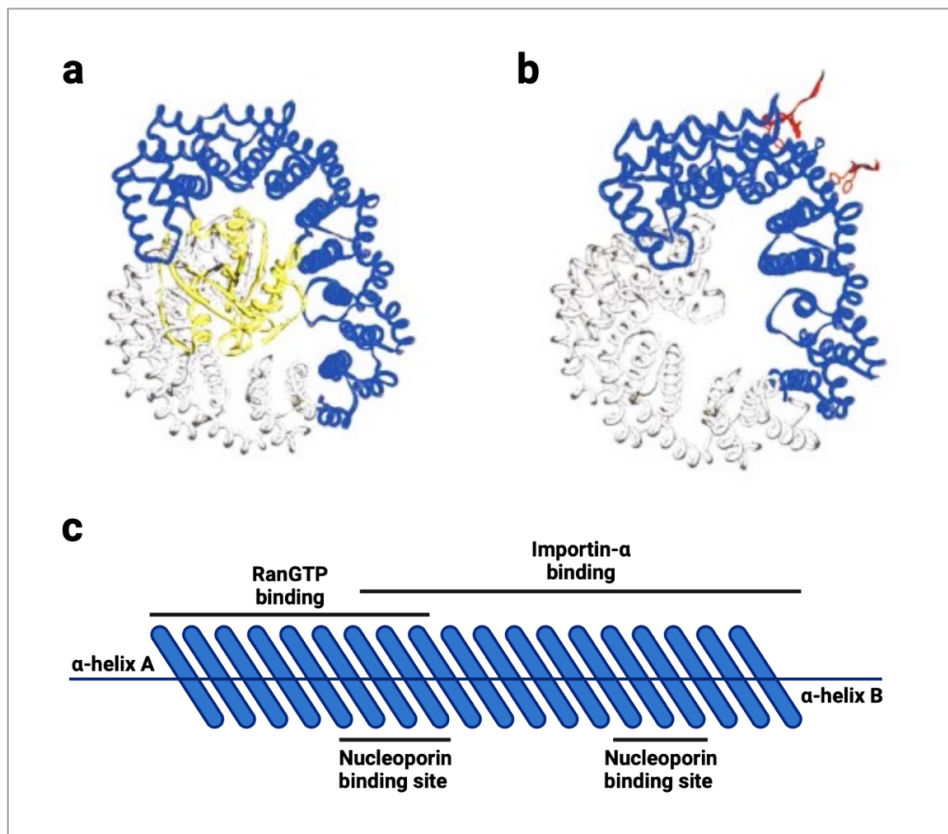 a
b
c
Importin-α
binding
RanGTP
binding
α-helix A
α-helix B
Nucleoporin
binding site
Nucleoporin
binding site